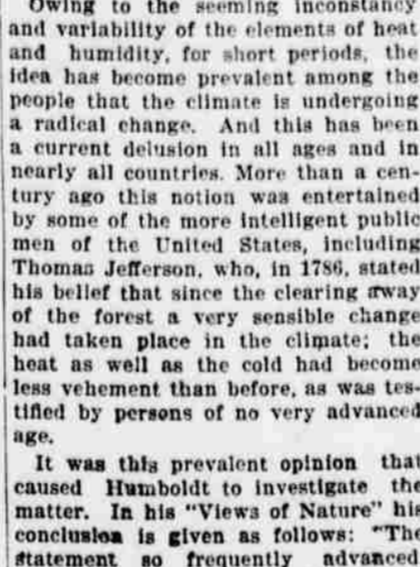 Owing to the seeming inconstancy
and variability of the elements of heat
and humidity, for short periods, the
idea has become prevalent among the
people that the climate is undergoing
a radical change. And this has been
a current delusion in all ages and in
nearly all countries. More than a cen-
tury ago this notion was entertained
by some of the more intelligent public
men of the United States, including
Thomas Jefferson, who, in 1786, stated
his belief that since the clearing away
of the forest a very sensible change
had taken place in the climate; the
heat as well as the cold had become
less vehement than before, as was tes-
tified by persons of no very advanced
age.
It was this prevalent opinion that
caused Humboldt to investigate the
matter. In his "Views of Nature" his
conclusion is given as follows: "The
statement so frequently advanced